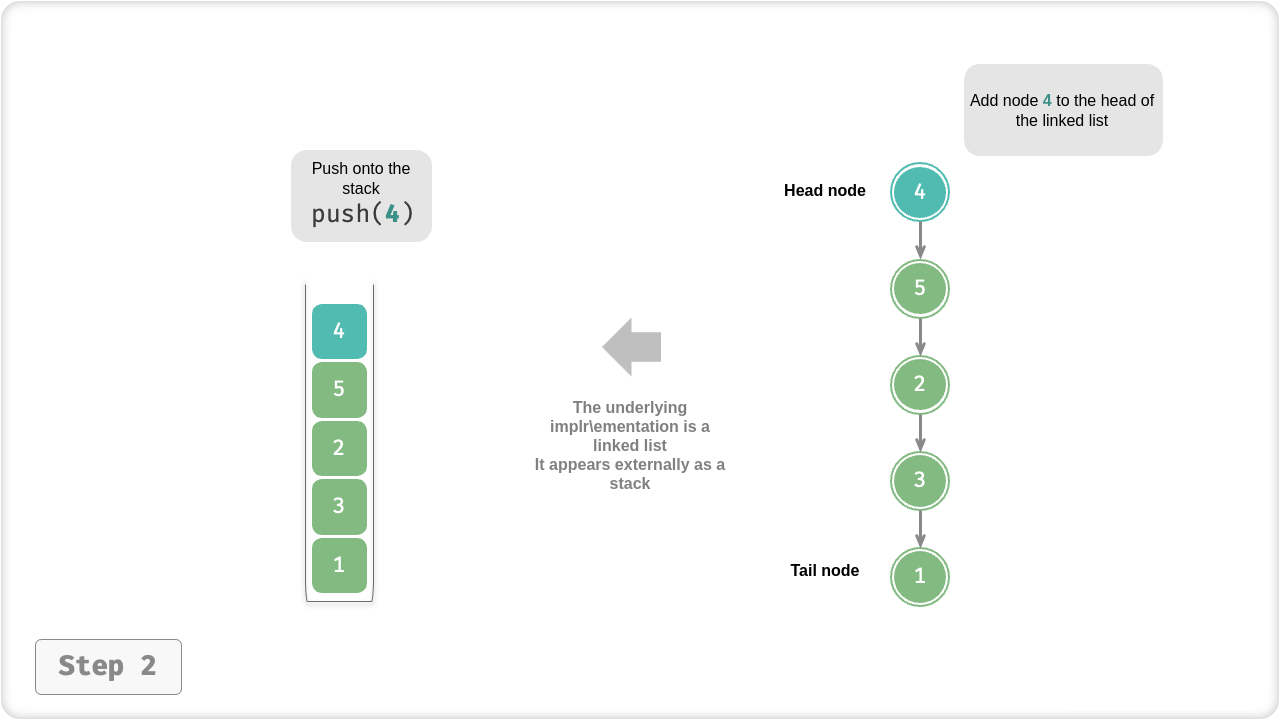 Add node 4 to the head of
the linked list
Push onto the
stack
push(4)
Head node
4
5
2
3
1
Tail node
4
5
2
3
1
The underlying
implr\ementation is a
linked list
It appears externally as a
stack
Step 2